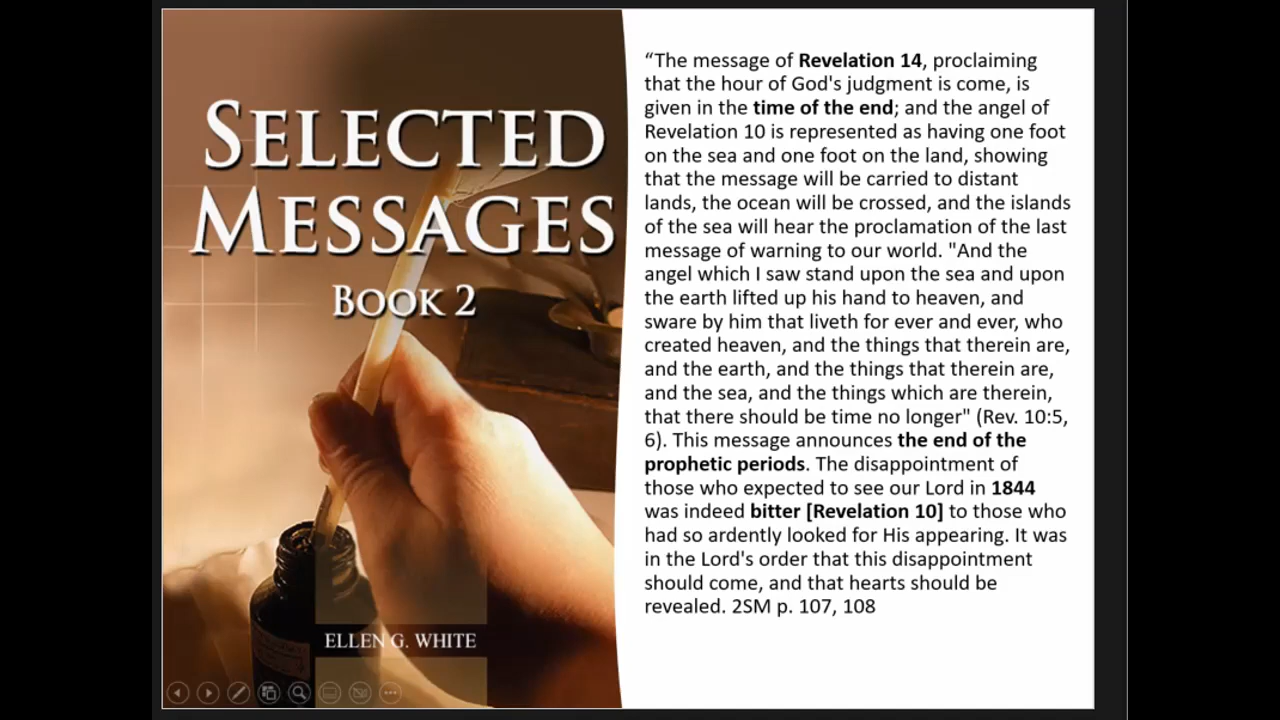 SELECTED
MESSAGES
BOOK 2
ELLEN G. WHITE
“The message of Revelation 14, proclaiming
that the hour of God's judgment is come, is
given in the time of the end; and the angel of
Revelation 10 is represented as having one foot
on the sea and one foot on the land, showing
that the message will be carried to distant
lands, the ocean will be crossed, and the islands
of the sea will hear the proclamation of the last
message of warning to our world. "And the
angel which I saw stand upon the sea and upon
the earth lifted up his hand to heaven, and
sware by him that liveth for ever and ever, who
created heaven, and the things that therein are,
and the earth, and the things that therein are,
and the sea, and the things which are therein,
that there should be time no longer" (Rev. 10:5,
6). This message announces the end of the
prophetic periods. The disappointment of
those who expected to see our Lord in 1844
was indeed bitter [Revelation 10] to those who
had so ardently looked for His appearing. It was
in the Lord's order that this disappointment
should come, and that hearts should be
revealed. 2SM p. 107, 108